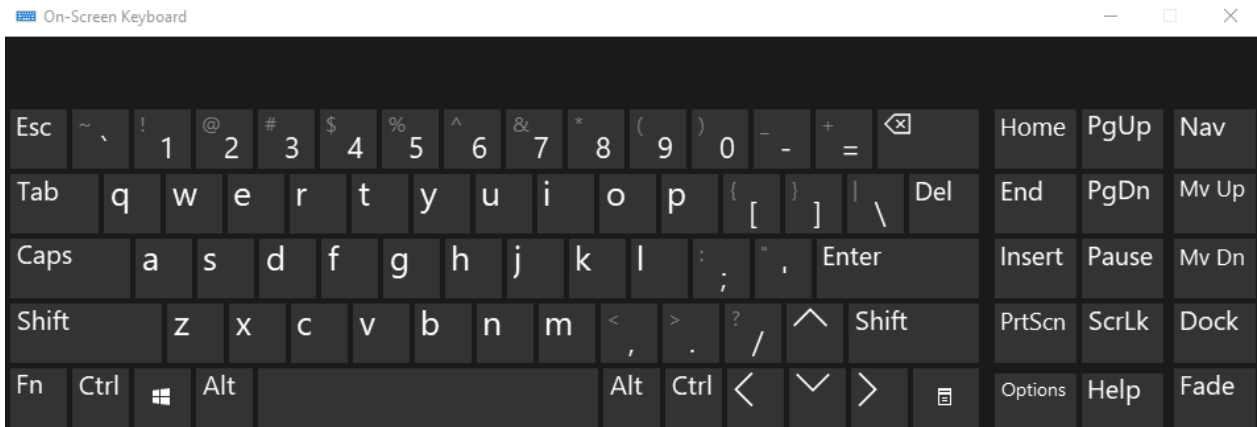 On-Screen Keyboard
Esc ~ ` ! 1 @ 2 # 3 $ 4 % 5 ^ 6 & 7 * 8 ( 9 ) 0 _ - + = Home PgUp Nav
Tab q w e r t y u i o p { [ } ] | \ Del End PgDn Mv Up
Caps a s d f g h j k l : ; " ' Enter Insert Pause Mv Dn
Shift z x c v b n m < , > . ? / Shift PrtScn ScrLk Dock
Fn Ctrl Alt Alt Ctrl Options Help Fade